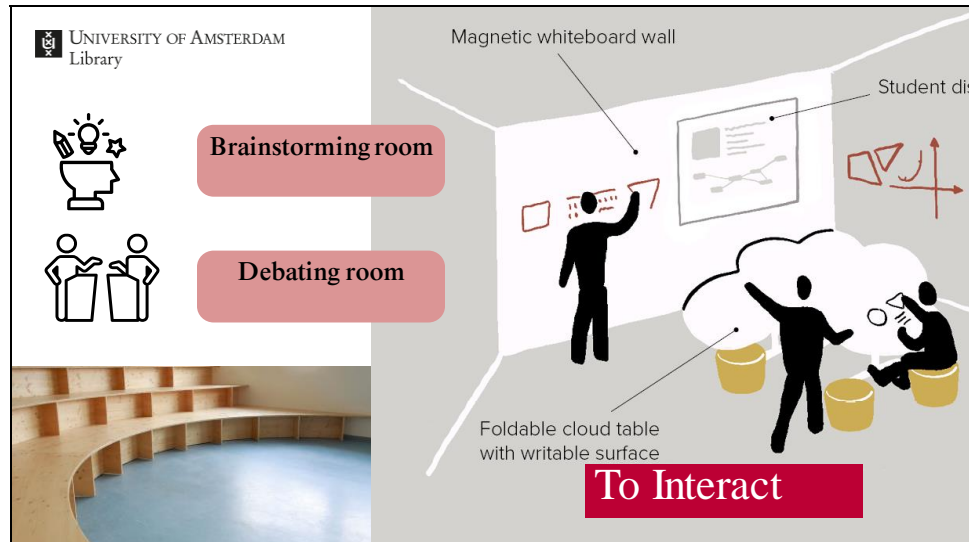 UNIVERSITY OF AMSTERDAM
Library
Brainstorming room
Debating room
Magnetic whiteboard wall
Student dis
Foldable cloud table
with writable surface
To Interact